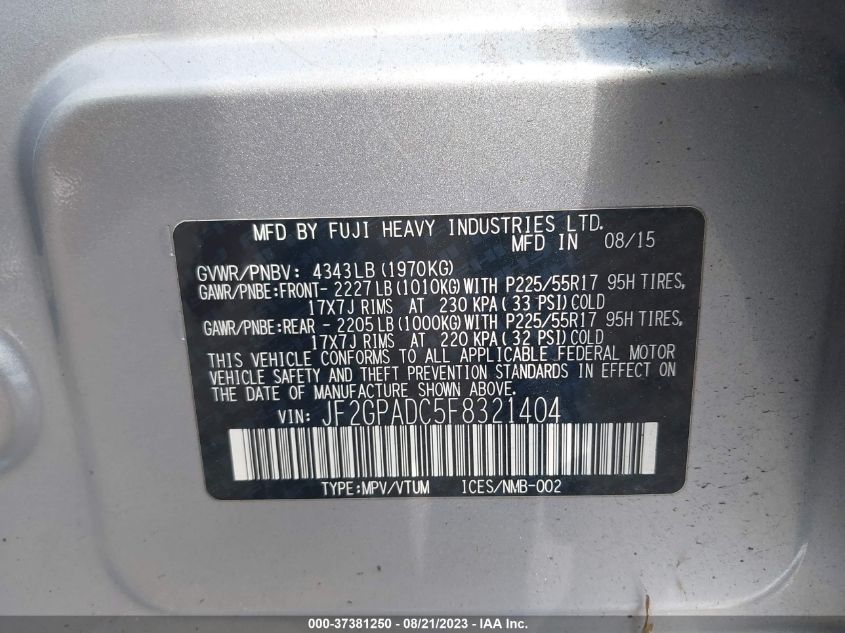 MFD BY FUJI HEAVY INDUSTRIES LTD.
MFD IN 08/15
GVWR/PNBV: 4343LB (1970KG)
GAWR/PNBE:FRONT- 2227LB (1010KG) WITH P225/55R17 95H TIRES,
17X7J RIMS AT 230 KPA (33 PSI) COLD
GAWR/PNBE:REAR - 2205LB (1000KG) WITH P225/55R17 95H TIRES,
17X7J RIMS AT 220 KPA (32 PSI) COLD
THIS VEHICLE CONFORMS TO ALL APPLICABLE FEDERAL MOTOR
VEHICLE SAFETY AND THEFT PREVENTION STANDARDS IN EFFECT ON
THE DATE OF MANUFACTURE SHOWN ABOVE.
VIN: JF2GPADC5F8321404
TYPE:MPV/VTUM ICES/NMB-002
000-37381250 - 08/21/2023 - IAA Inc.